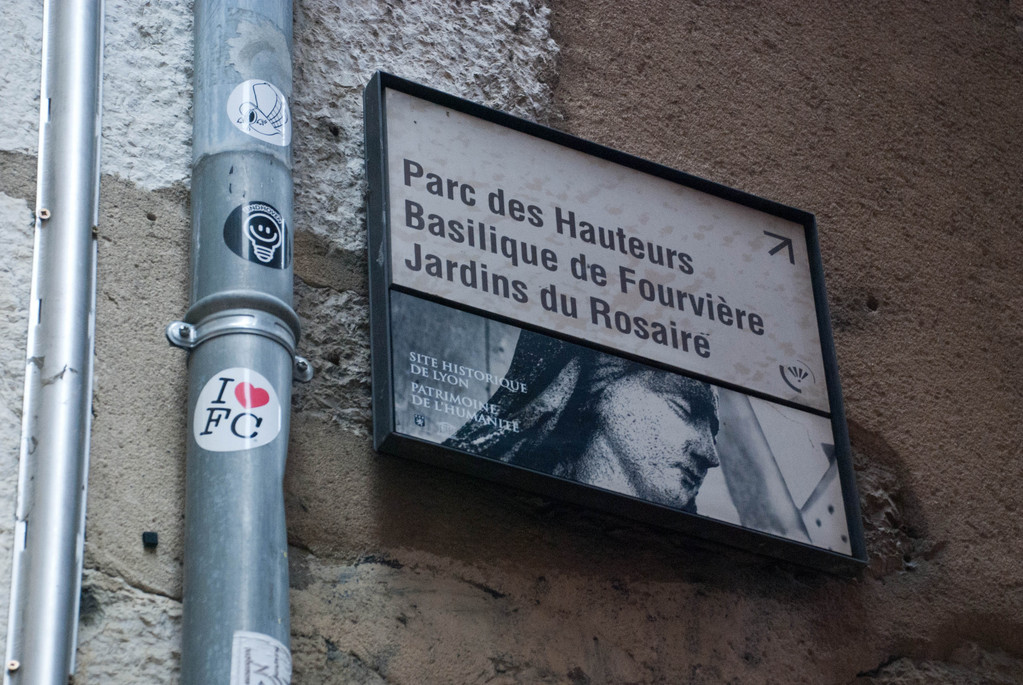 Parc des Hauteurs
Basilique de Fourvière
Jardins du Rosaire
SITE HISTORIQUE
DE LYON
PATRIMOINE
DE L'HUMANITÉ
I
FC